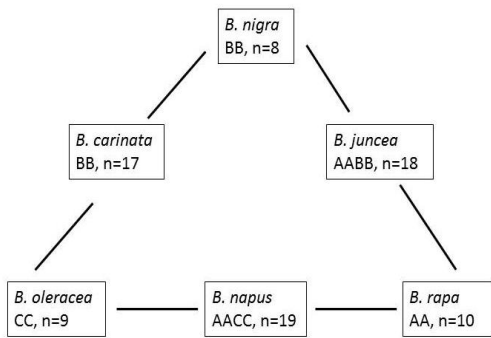 B. nigra
BB, n=8
B. carinata
BB, n=17
B. juncea
AABB, n=18
B. oleracea
CC, n=9
B. napus
AACC, n=19
B. rapa
AA, n=10